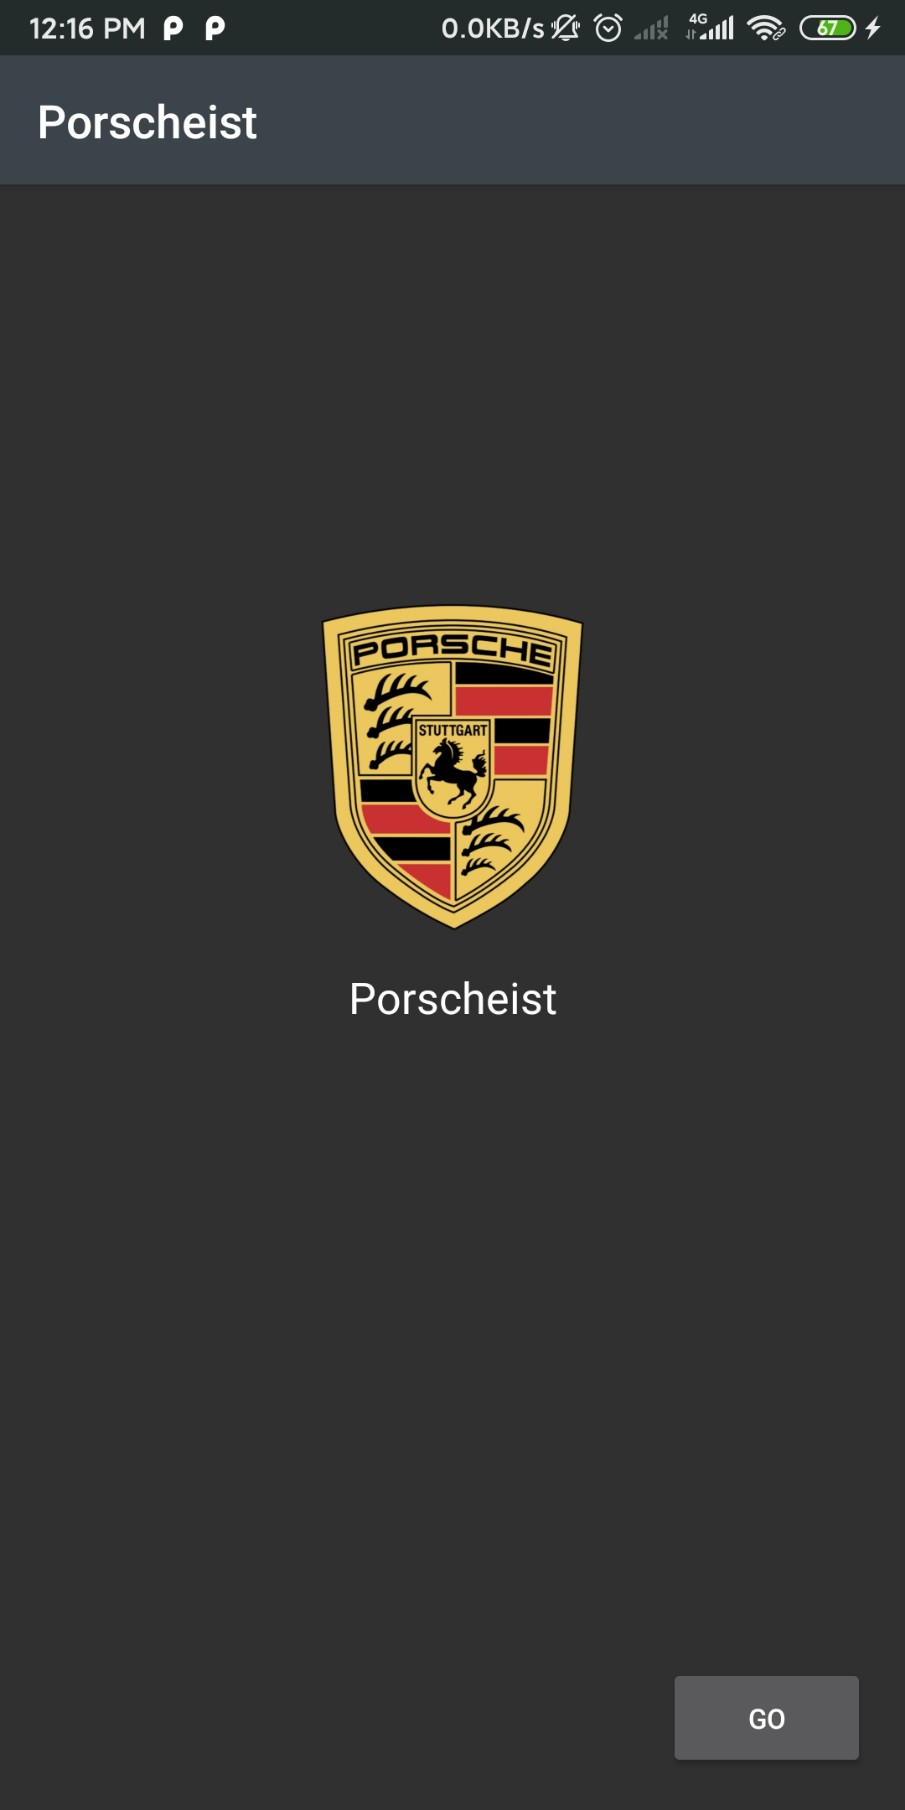 12:16 PM P P 0.0KB/s 4G 67
Porscheist
PORSCHE
STUTTGART
Porscheist
GO